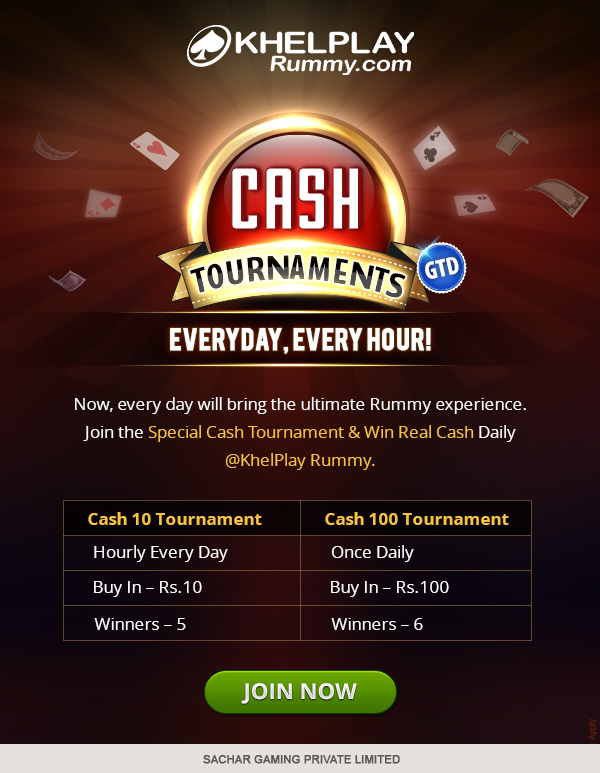 KHELPLAY
Rummy.com
CASH
TOURNAMENTS
GTD
EVERYDAY, EVERY HOUR!
Now, every day will bring the ultimate Rummy experience.
Join the Special Cash Tournament & Win Real Cash Daily
@KhelPlay Rummy.
Cash 10 Tournament Cash 100 Tournament
Hourly Every Day Once Daily
Buy In – Rs.10 Buy In – Rs.100
Winners – 5 Winners – 6
JOIN NOW
Apply
SACHAR GAMING PRIVATE LIMITED